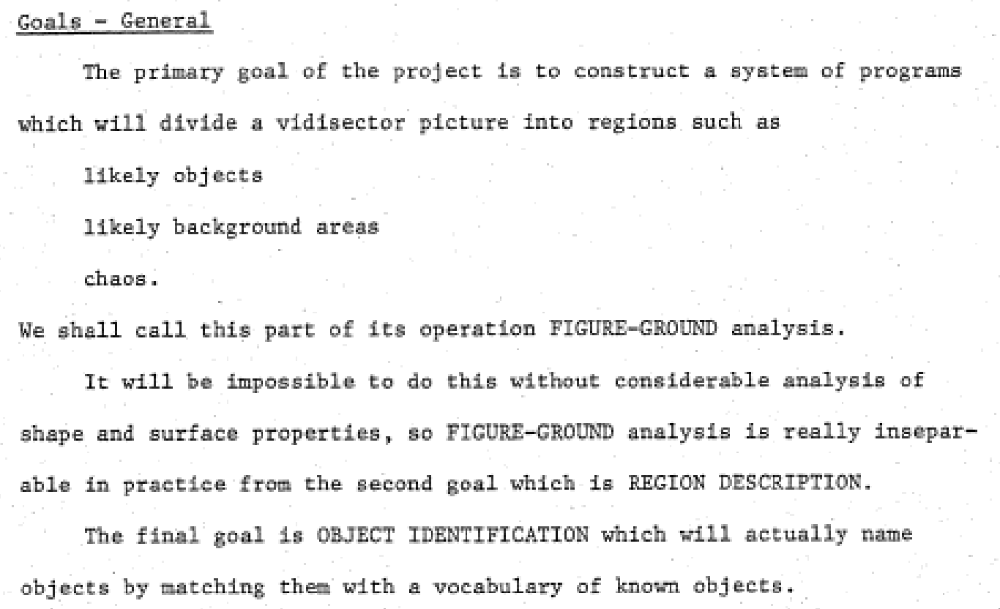 Goals - General
The primary goal of the project is to construct a system of programs
which will divide a vidisector picture into regions such as
likely objects
likely background areas
chaos.
We shall call this part of its operation FIGURE-GROUND analysis.
It will be impossible to do this without considerable analysis of
shape and surface properties, so FIGURE-GROUND analysis is really insepar-
able in practice from the second goal which is REGION DESCRIPTION.
The final goal is OBJECT IDENTIFICATION which will actually name
objects by matching them with a vocabulary of known objects.